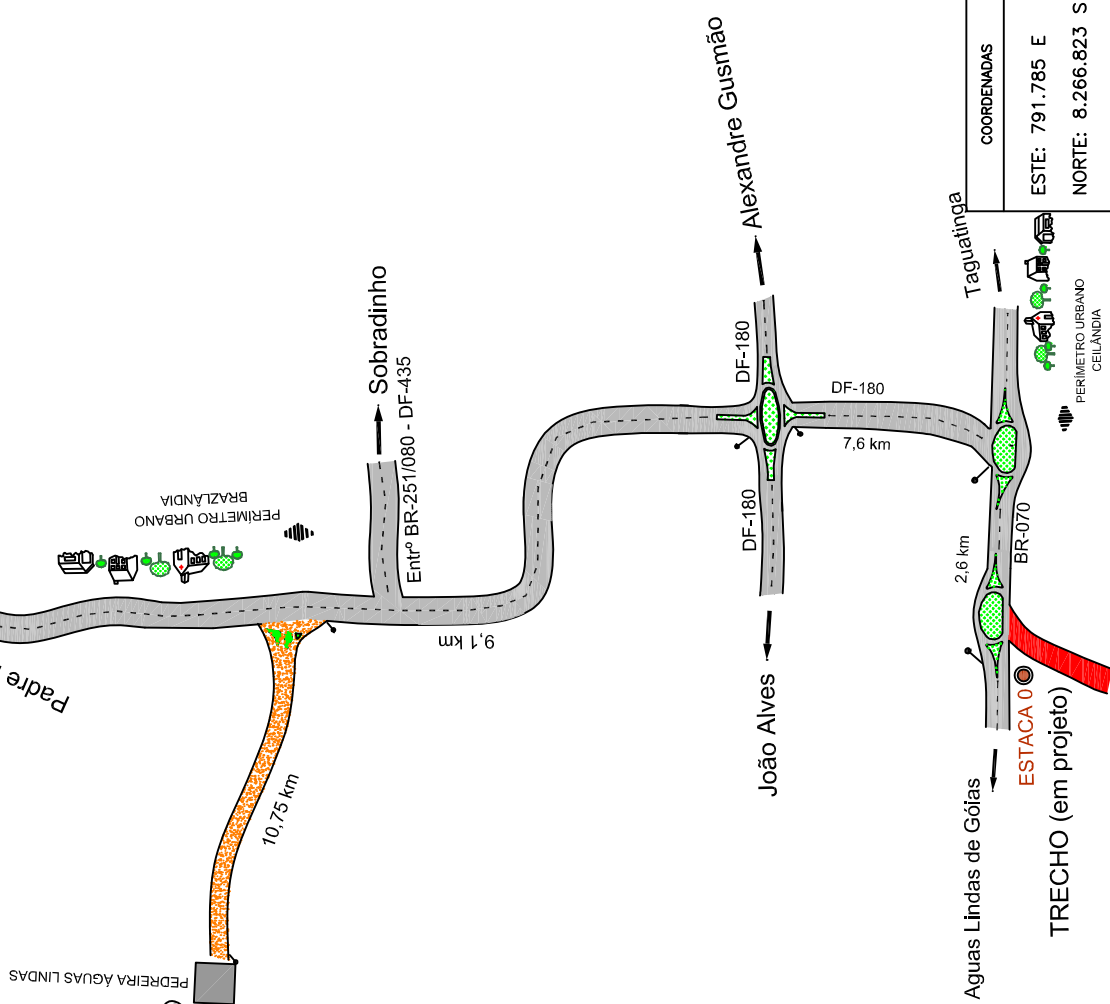 COORDENADAS
ESTE: 791.785 E
NORTE: 8.266.823 S
Alexandre Gusmão
Taguatinga
PERÍMETRO URBANO
CEILÂNDIA
Sobradinho
Entrº BR-251/080 - DF-435
PERÍMETRO URBANO
BRAZLÂNDIA
DF-180
DF-180
7,6 km
DF-180
BR-070
2,6 km
9,1 km
Padre
10,75 km
João Alves
ESTACA 0
TRECHO (em projeto)
Aguas Lindas de Góias
PEDREIRA ÁGUAS LINDAS